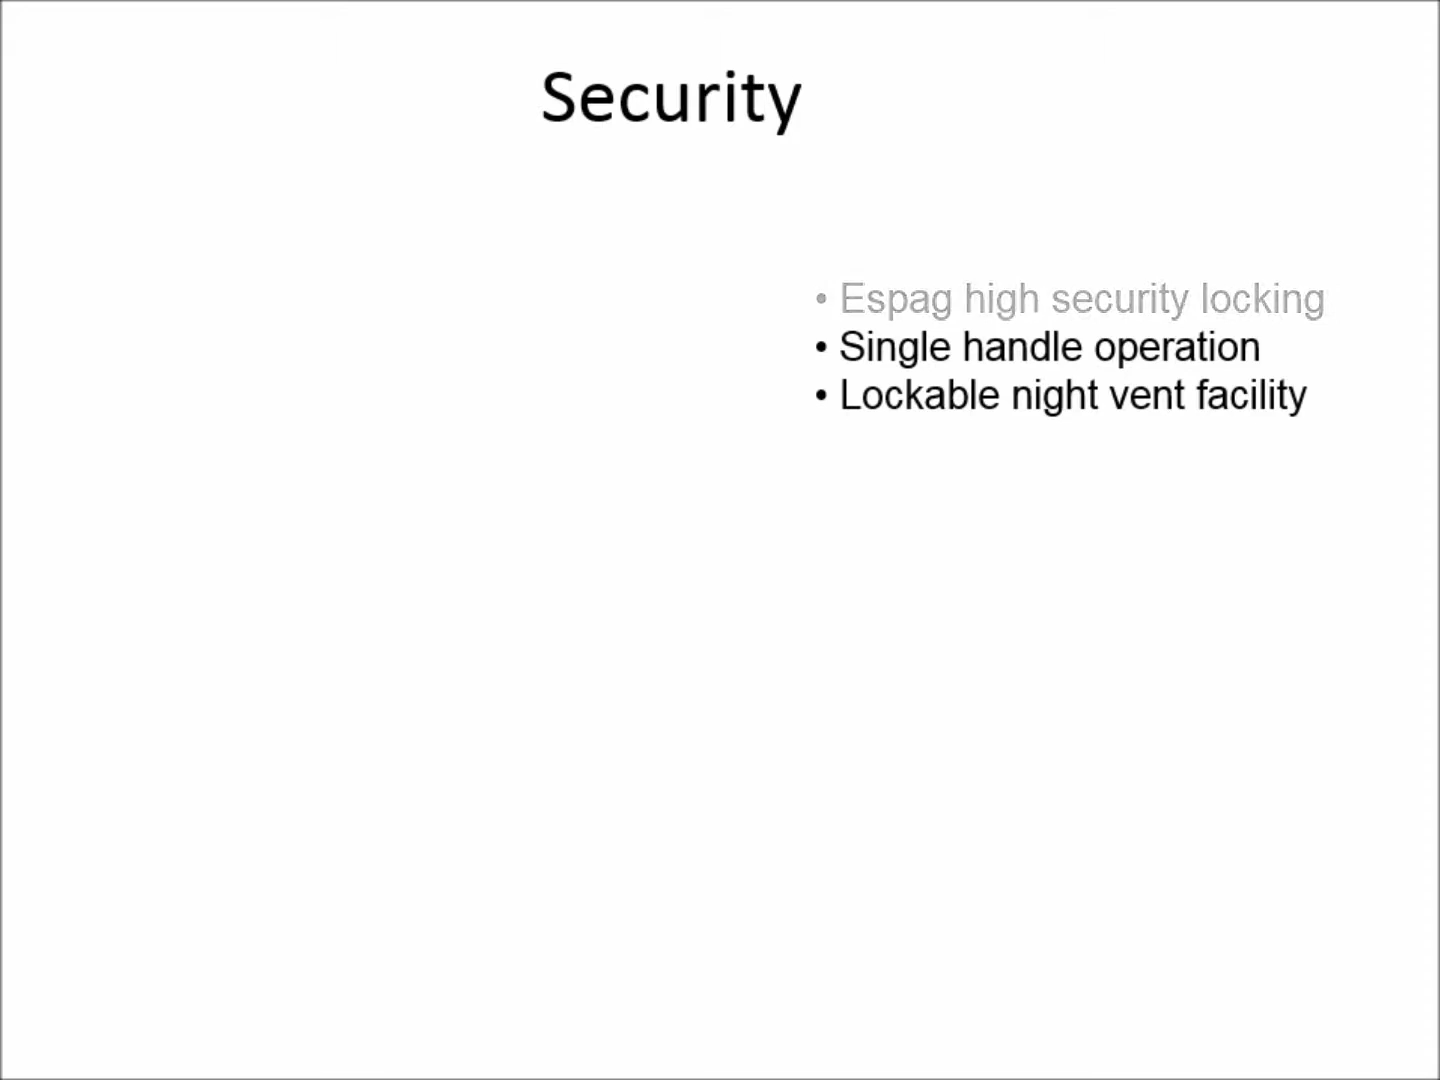 Security
• Espag high security locking
• Single handle operation
• Lockable night vent facility